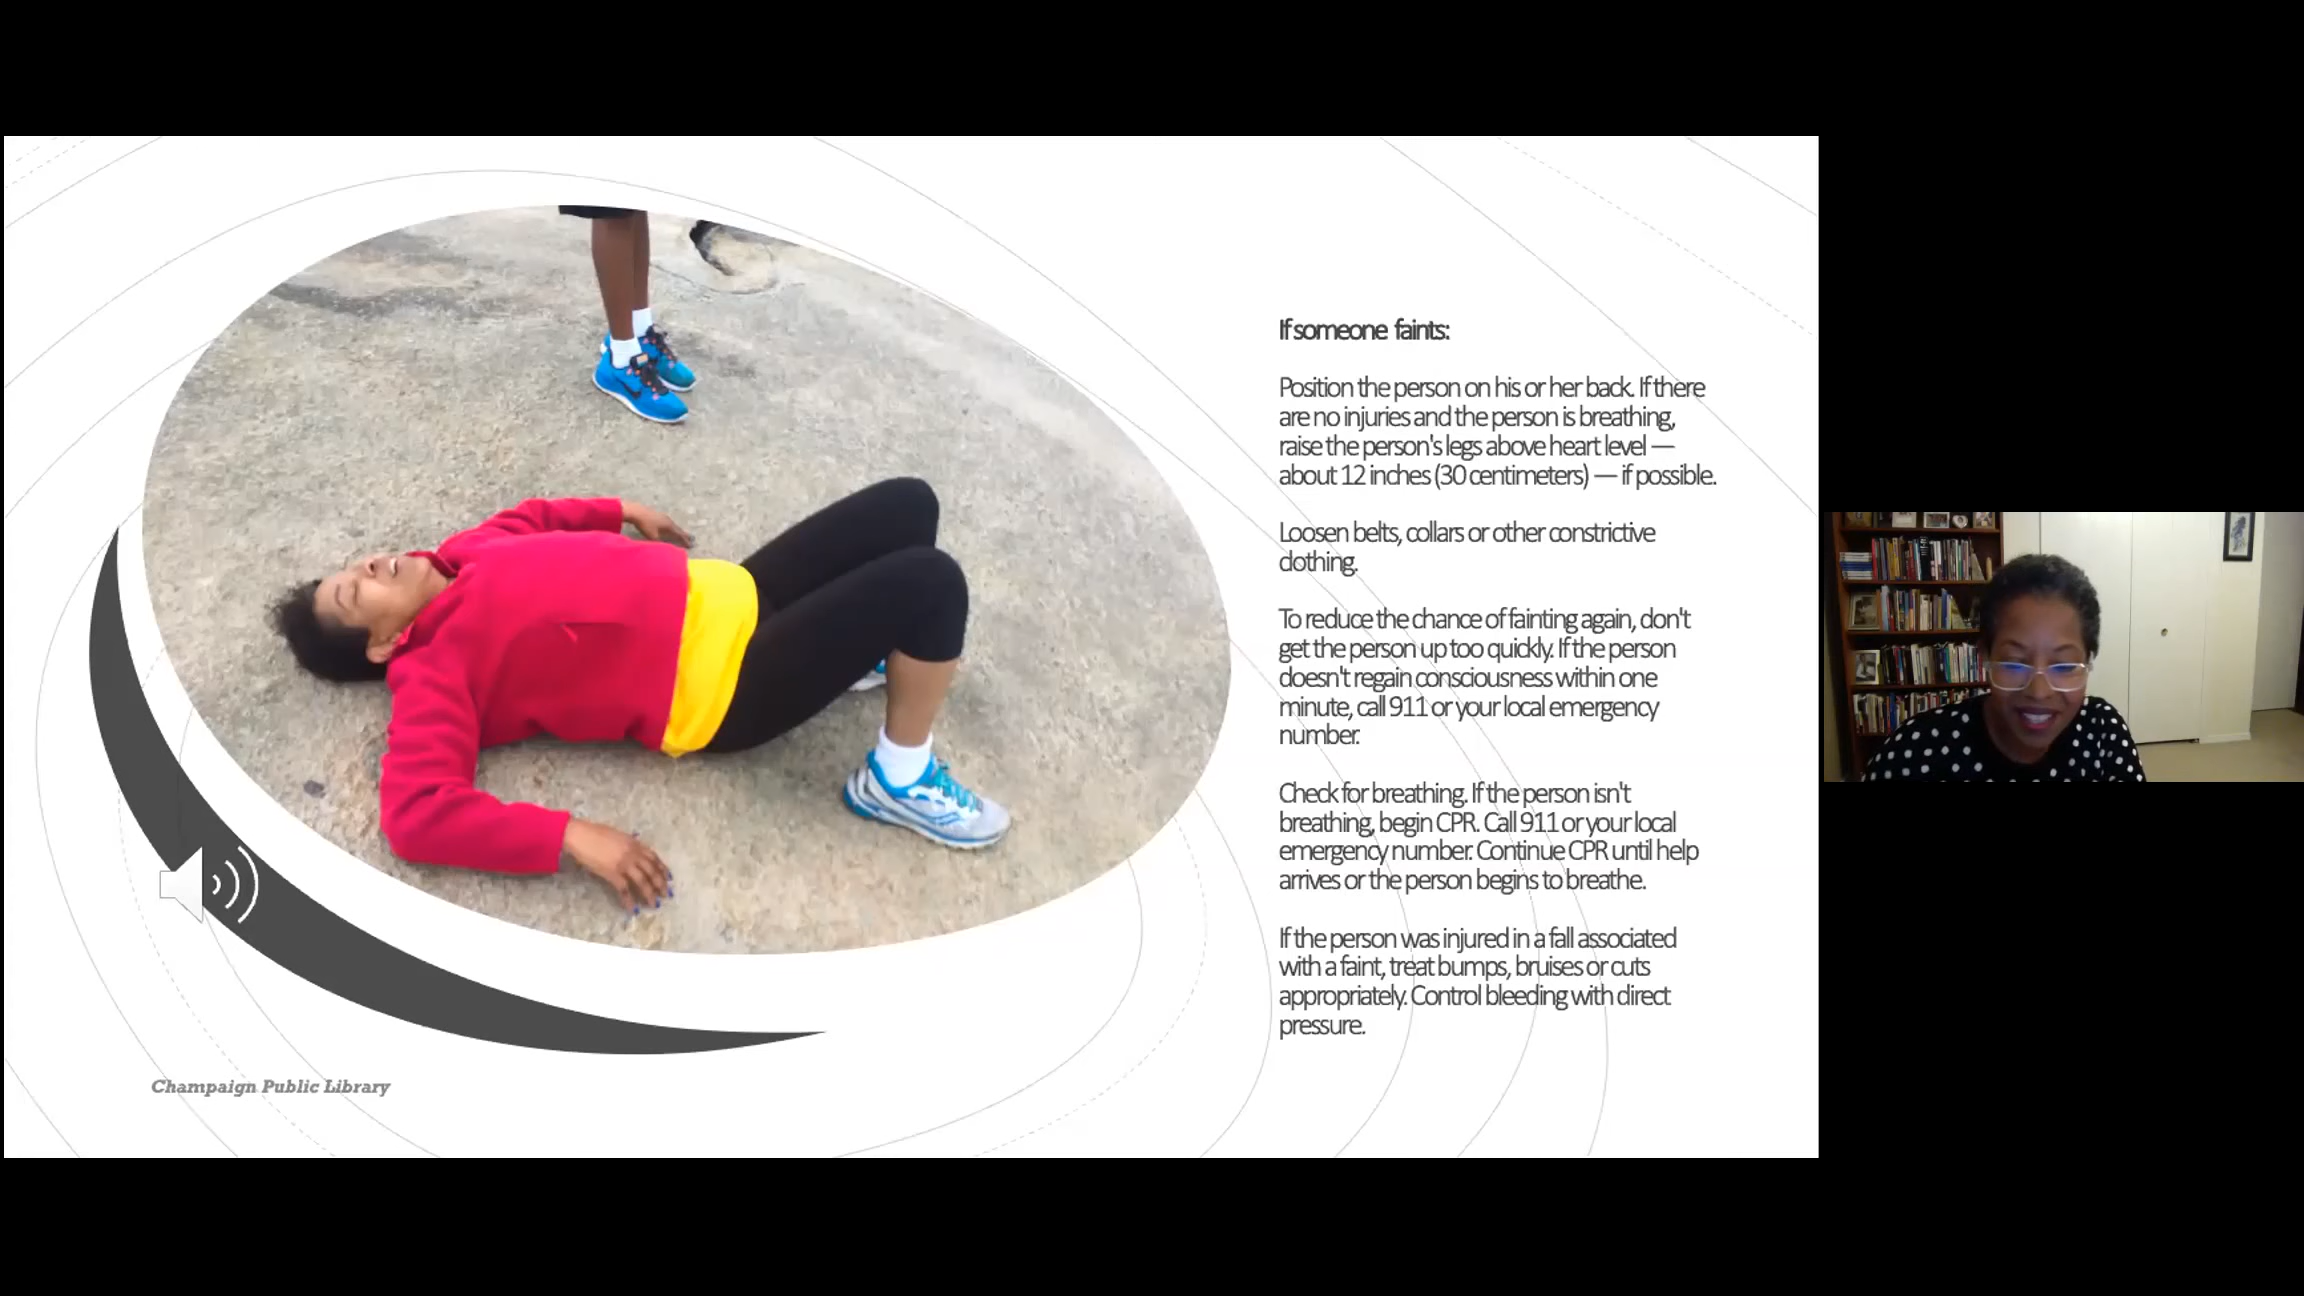 If someone faints:
Position the person on his or her back. If there
are no injuries and the person is breathing,
raise the person's legs above heart level —
about 12 inches (30 centimeters) — if possible.
Loosen belts, collars or other constrictive
clothing.
To reduce the chance of fainting again, don't
get the person up too quickly. If the person
doesn't regain consciousness within one
minute, call 911 or your local emergency
number.
Check for breathing. If the person isn't
breathing, begin CPR. Call 911 or your local
emergency number. Continue CPR until help
arrives or the person begins to breathe.
If the person was injured in a fall associated
with a faint, treat bumps, bruises or cuts
appropriately. Control bleeding with direct
pressure.
Champaign Public Library